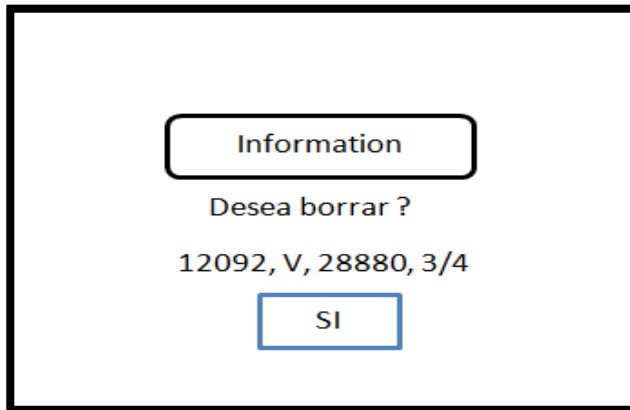 Information
Desea borrar ?
12092, V, 28880, 3/4
SI